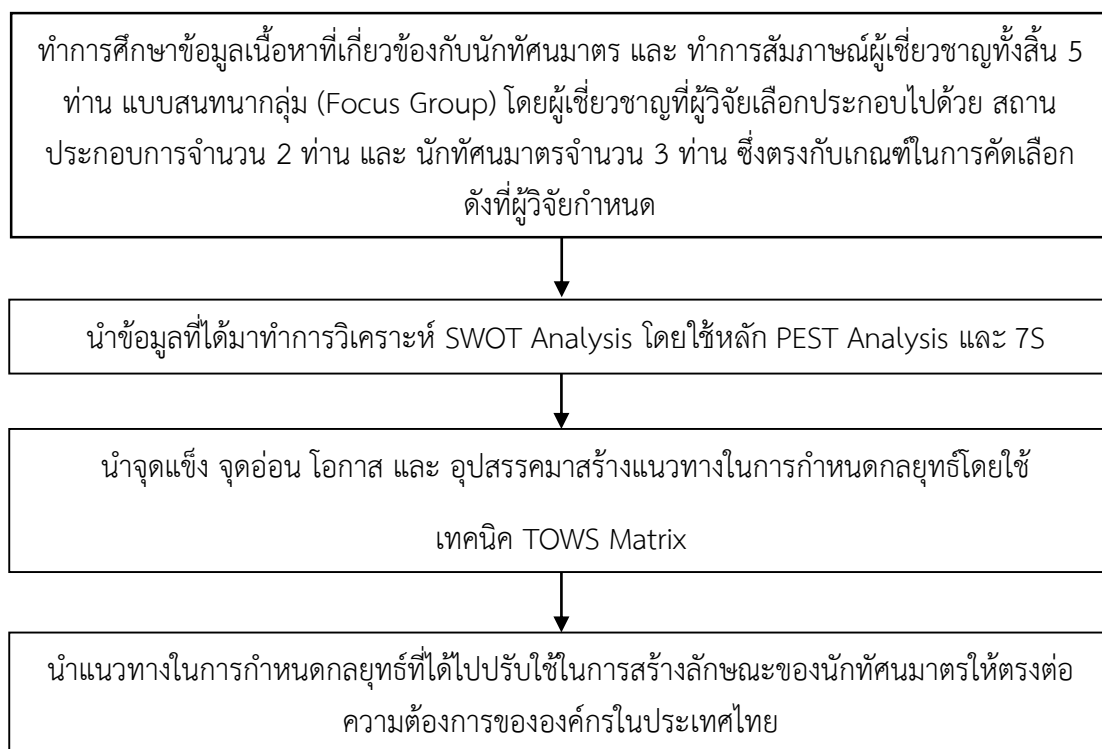 ทำการศึกษาข้อมูลเนื้อหาที่เกี่ยวข้องกับนักทัศนมาตร และ ทำการสัมภาษณ์ผู้เชี่ยวชาญทั้งสิ้น 5
ท่าน แบบสนทนากลุ่ม (Focus Group) โดยผู้เชี่ยวชาญที่ผู้วิจัยเลือกประกอบไปด้วย สถาน
ประกอบการจำนวน 2 ท่าน และ นักทัศนมาตรจำนวน 3 ท่าน ซึ่งตรงกับเกณฑ์ในการคัดเลือก
ดังที่ผู้วิจัยกำหนด
นำข้อมูลที่ได้มาทำการวิเคราะห์ SWOT Analysis โดยใช้หลัก PEST Analysis และ 7S
นำจุดแข็ง จุดอ่อน โอกาส และ อุปสรรคมาสร้างแนวทางในการกำหนดกลยุทธ์โดยใช้
เทคนิค TOWS Matrix
นำแนวทางในการกำหนดกลยุทธ์ที่ได้ไปปรับใช้ในการสร้างลักษณะของนักทัศนมาตรให้ตรงต่อ
ความต้องการขององค์กรในประเทศไทย